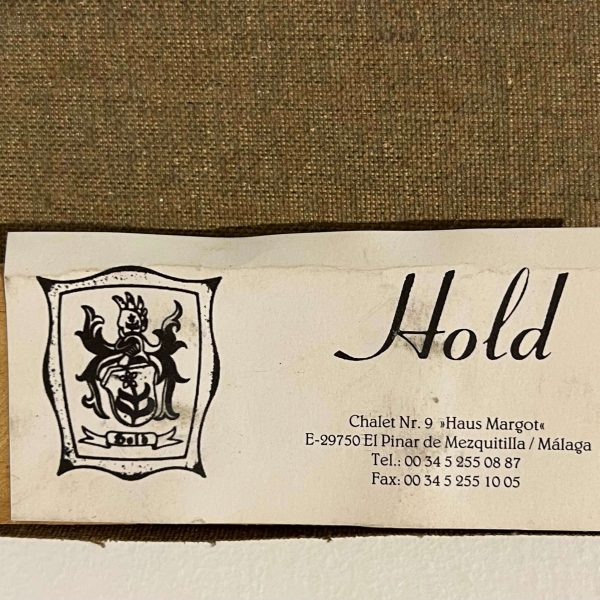 Hold
Hold
Chalet Nr. 9 »Haus Margot«
E-29750 El Pinar de Mezquitilla / Málaga
Tel.: 00 34 5 255 08 87
Fax: 00 34 5 255 10 05